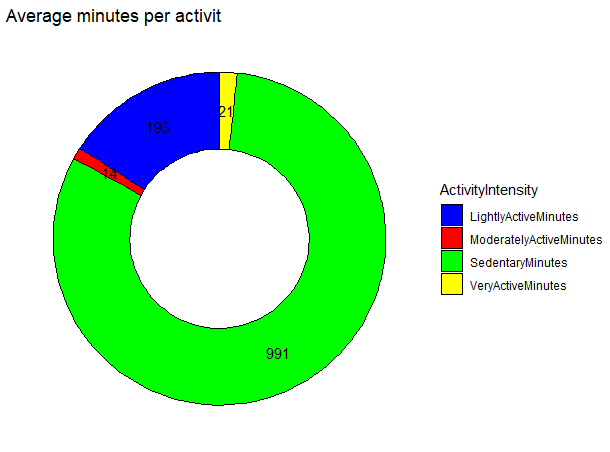 Average minutes per activit
21
193
14
991
ActivityIntensity
LightlyActiveMinutes
ModeratelyActiveMinutes
SedentaryMinutes
VeryActiveMinutes